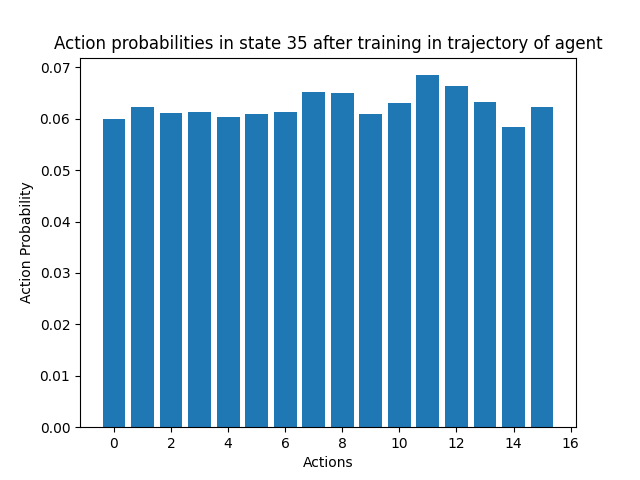 Action probabilities in state 35 after training in trajectory of agent
0.07
0.06
0.05
0.04
0.03
0.02
0.01
0.00
Action Probability
0 2 4 6 8 10 12 14 16
Actions